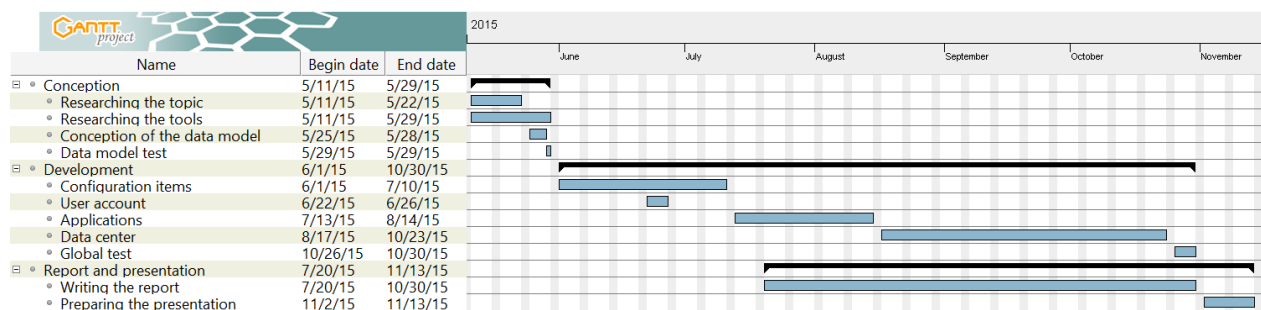 GANTT
project
2015
June July August September October November
Name Begin date End date
Conception 5/11/15 5/29/15
Researching the topic 5/11/15 5/22/15
Researching the tools 5/11/15 5/29/15
Conception of the data model 5/25/15 5/28/15
Data model test 5/29/15 5/29/15
Development 6/1/15 10/30/15
Configuration items 6/1/15 7/10/15
User account 6/22/15 6/26/15
Applications 7/13/15 8/14/15
Data center 8/17/15 10/23/15
Global test 10/26/15 10/30/15
Report and presentation 7/20/15 11/13/15
Writing the report 7/20/15 10/30/15
Preparing the presentation 11/2/15 11/13/15